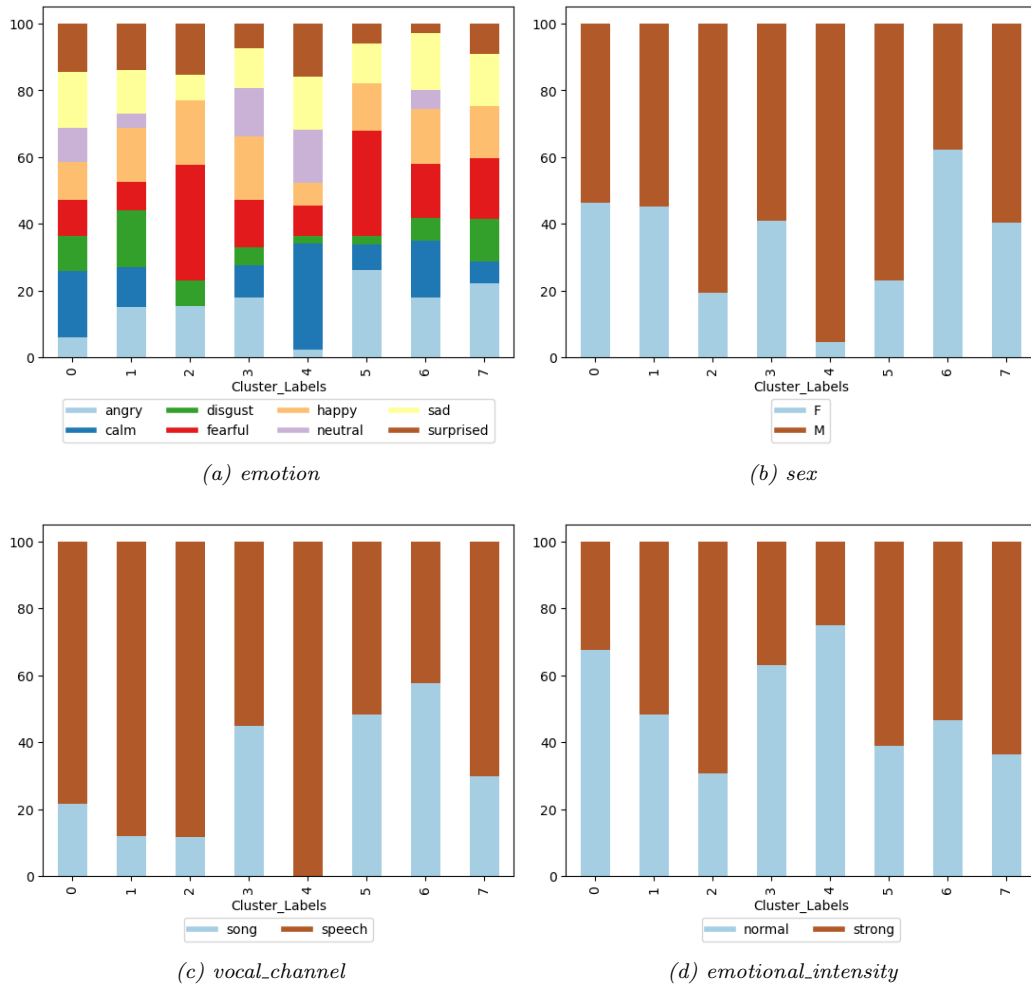 100
80
60
40
20
0
0 1 2 3 4 5 6 7
Cluster_Labels
angry disgust happy sad
calm fearful neutral surprised
(a) emotion
100
80
60
40
20
0
0 1 2 3 4 5 6 7
Cluster_Labels
F
M
(b) sex
100
80
60
40
20
0
0 1 2 3 4 5 6 7
Cluster_Labels
song speech
(c) vocal_channel
100
80
60
40
20
0
0 1 2 3 4 5 6 7
Cluster_Labels
normal strong
(d) emotional_intensity